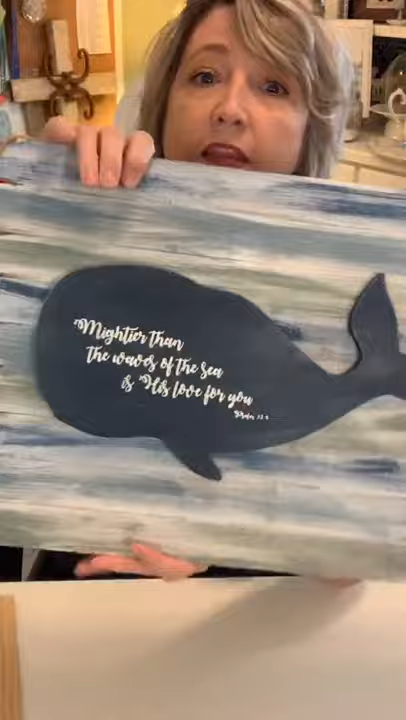 Mightier than
the waves of the sea
is His love for you